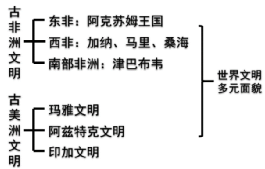 古非洲文明
东非：阿克苏姆王国
西非：加纳、马里、桑海
南部非洲：津巴布韦
古美洲文明
玛雅文明
阿兹特克文明
印加文明
世界文明
多元面貌